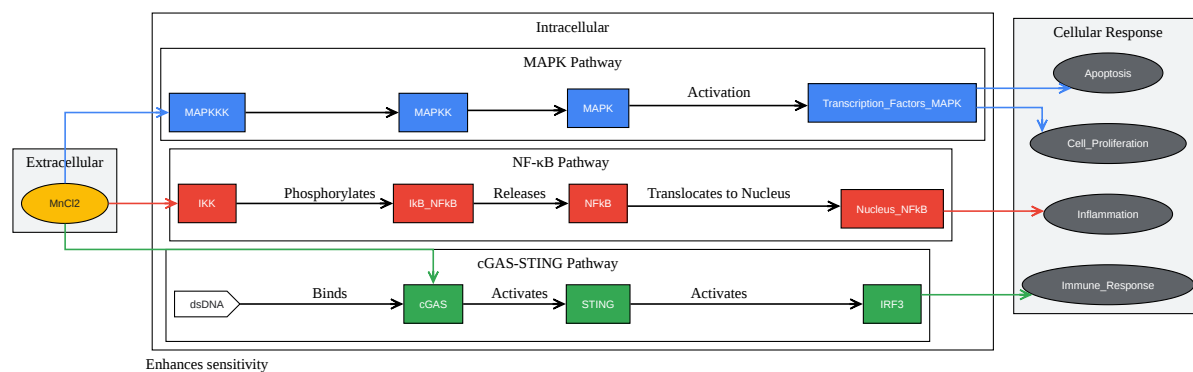 Intracellular
Cellular Response
MAPK Pathway
Apoptosis
MAPKKK
MAPKK
MAPK
Activation
Transcription_Factors_MAPK
Cell_Proliferation
Extracellular
MnCl2
NF-κB Pathway
IKK
Phosphorylates
IkB_NFkB
Releases
NFkB
Translocates to Nucleus
Nucleus_NFkB
Inflammation
cGAS-STING Pathway
dsDNA
Binds
cGAS
Activates
STING
Activates
IRF3
Immune_Response
Enhances sensitivity